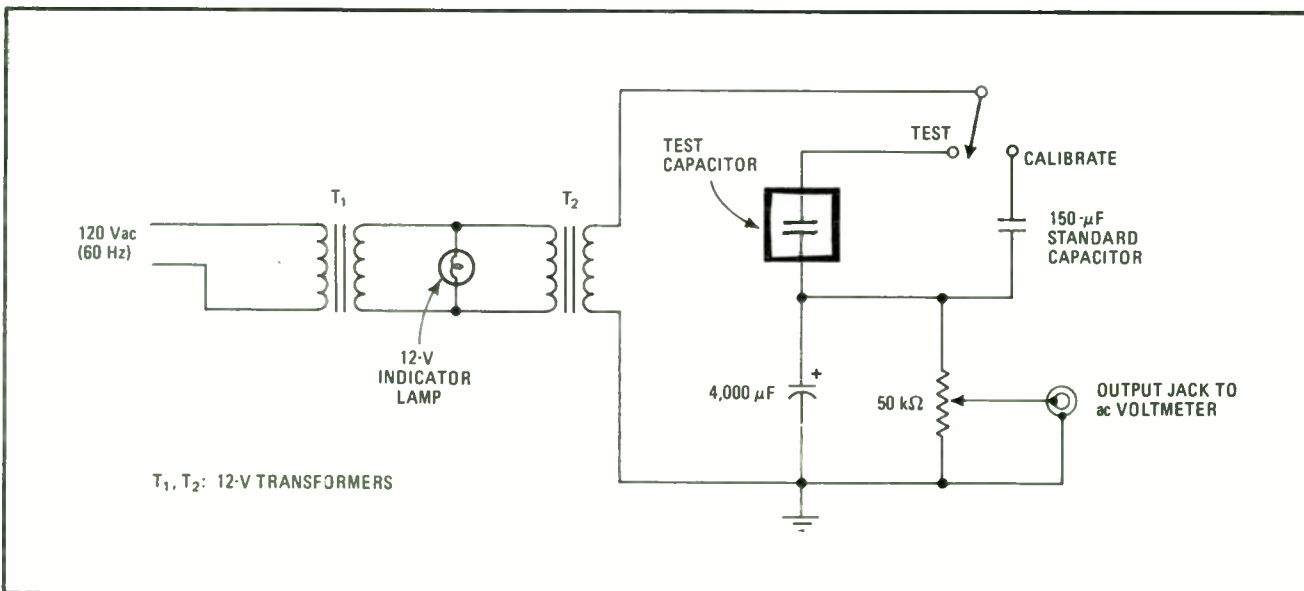 120 Vac
(60 Hz)
T₁
12-V
INDICATOR
LAMP
T₂
TEST
CAPACITOR
TEST
CALIBRATE
150-μF
STANDARD
CAPACITOR
4,000 μF
+
50 kΩ
OUTPUT JACK TO
ac VOLTMETER
T₁, T₂: 12-V TRANSFORMERS